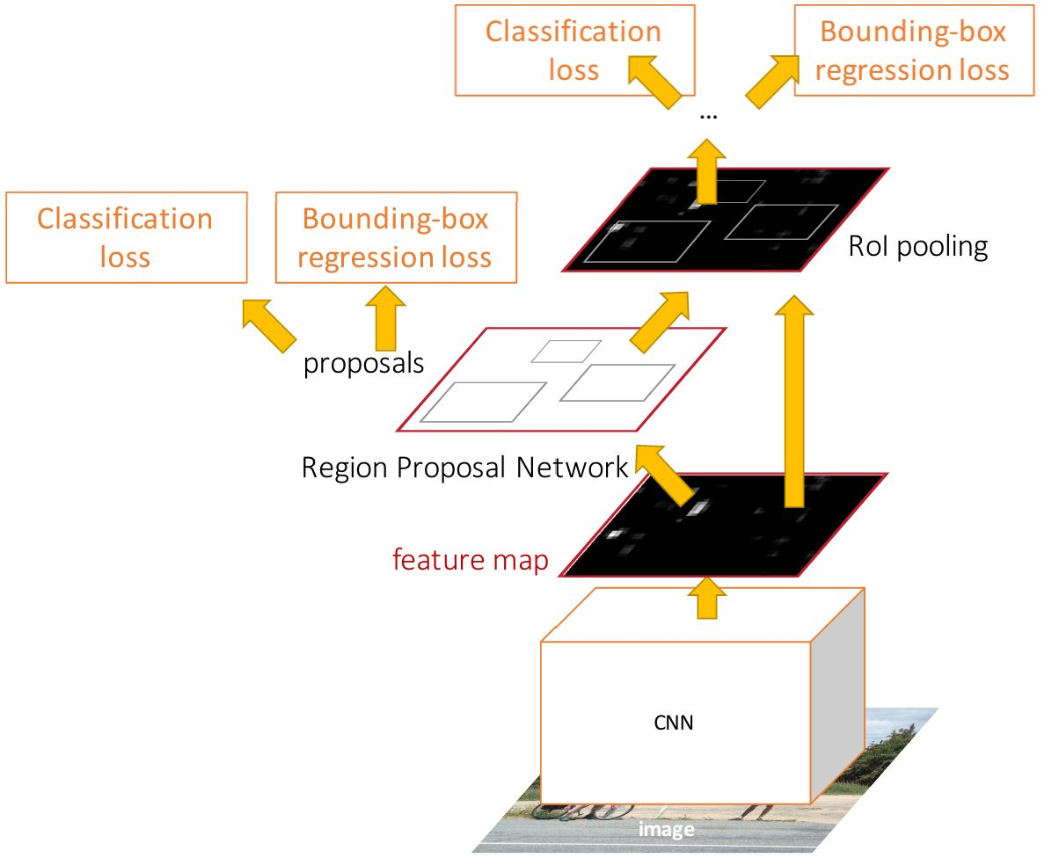 Classification
loss
Bounding-box
regression loss
...
Classification
loss
Bounding-box
regression loss
RoI pooling
proposals
Region Proposal Network
feature map
CNN
image